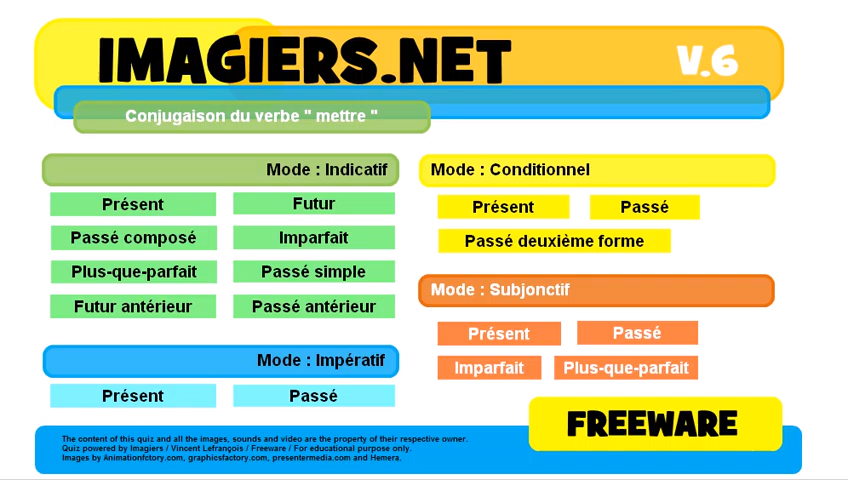 IMAGIERS.NET
V.6
Conjugaison du verbe " mettre "
Mode : Indicatif
Présent
Futur
Passé composé
Imparfait
Plus-que-parfait
Passé simple
Futur antérieur
Passé antérieur
Mode : Impératif
Présent
Passé
Mode : Conditionnel
Présent
Passé
Passé deuxième forme
Mode : Subjonctif
Présent
Passé
Imparfait
Plus-que-parfait
FREEWARE
The content of this quiz and all the images, sounds and video are the property of their respective owner.
Quiz powered by Imagiers / Vincent Lefrançois / Freeware / For educational purpose only.
Images by Animationfctory.com, graphicsfactory.com, presentermedia.com and Hemera.